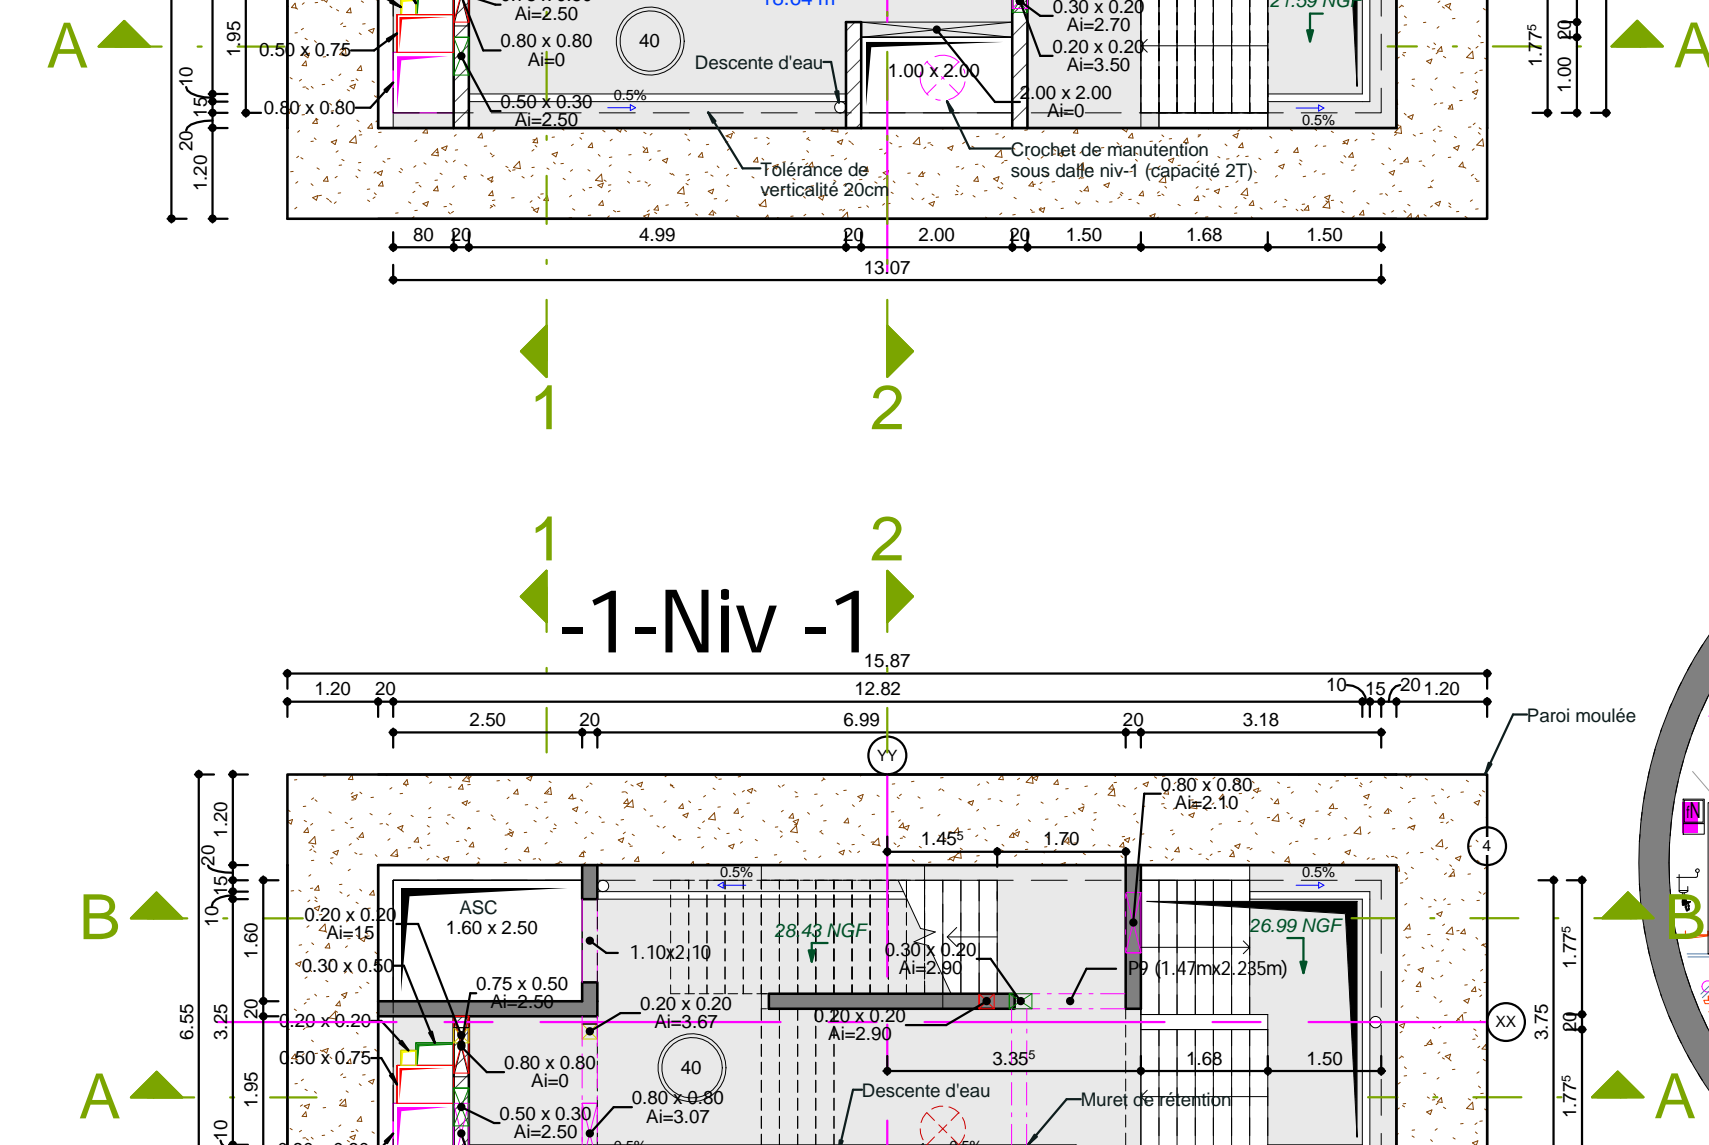 Ai=2.50
18.64 m
0.30 x 0.20
Ai=2.70
21.59 NGF
A
1.95
0.50 x 0.75
0.80 x 0.80
Ai=0
40
Descente d'eau
1.00 x 2.00
0.20 x 0.20
Ai=3.50
1.77⁵
20
1.00
A
10
15
0.80 x 0.80
0.50 x 0.30
Ai=2.50
0.5%
2.00 x 2.00
Ai=0
0.5%
20
1.20
Tolérance de
verticalité 20cm
Crochet de manutention
sous dalle niv-1 (capacité 2T)
80
20
4.99
20
2.00
20
1.50
1.68
1.50
13.07
1
2
1
2
-1-Niv -1
15.87
1.20
20
12.82
10
15
20
1.20
2.50
20
6.99
20
3.18
Paroi moulée
YY
0.80 x 0.80
Ai=2.10
1.20
20
15
10
1.45⁵
1.70
4
0.5%
0.5%
B
ASC
1.60 x 2.50
0.20 x 0.20
Ai=15
28.43 NGF
26.99 NGF
B
1.60
1.10x2.10
0.30 x 0.20
Ai=2.90
P9 (1.47mx2.235m)
1.77⁵
0.30 x 0.50
0.75 x 0.50
Ai=2.50
0.20 x 0.20
Ai=3.67
0.20 x 0.20
Ai=2.90
6.55
3.25
20
0.20 x 0.20
XX
3.75
20
0.50 x 0.75
0.80 x 0.80
Ai=0
40
3.35⁵
1.68
1.50
A
1.95
0.50 x 0.30
Ai=2.50
0.80 x 0.80
Ai=3.07
Descente d'eau
Muret de rétention
1.77⁵
A
10